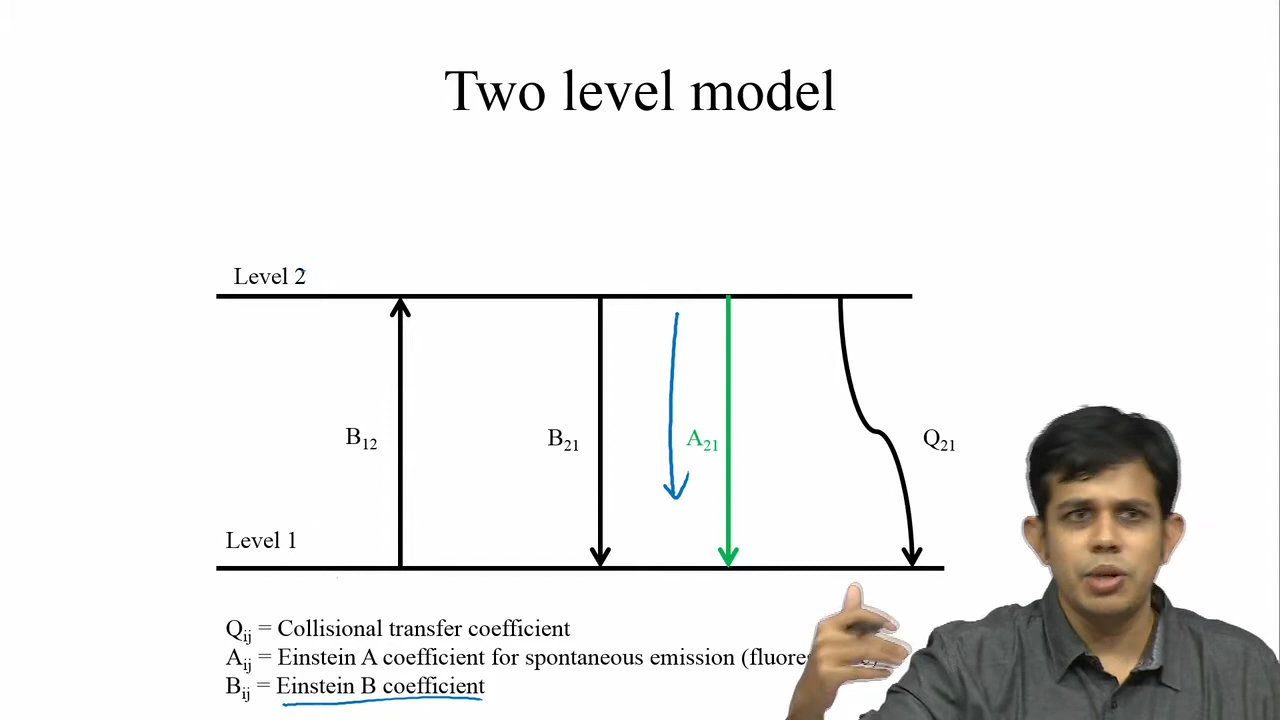 Two level model
Level 2
B12
B21
A21
Q21
Level 1
Qij = Collisional transfer coefficient
Aij = Einstein A coefficient for spontaneous emission
Bij = Einstein B coefficient